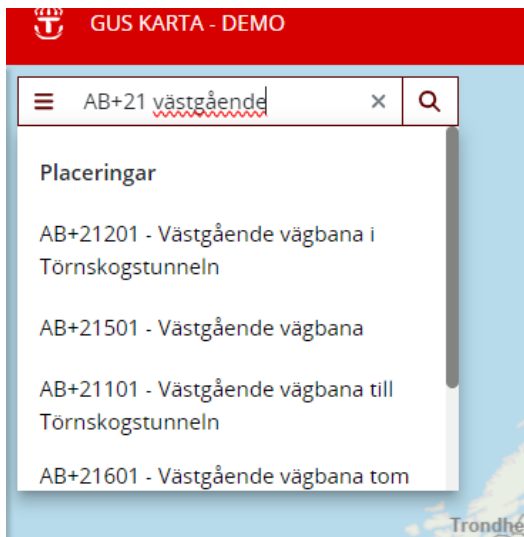 GUS KARTA - DEMO
AB+21 västgående
Placeringar
AB+21201 - Västgående vägbana i
Törnskogstunneln
AB+21501 - Västgående vägbana
AB+21101 - Västgående vägbana till
Törnskogstunneln
AB+21601 - Västgående vägbana tom
Trondhe